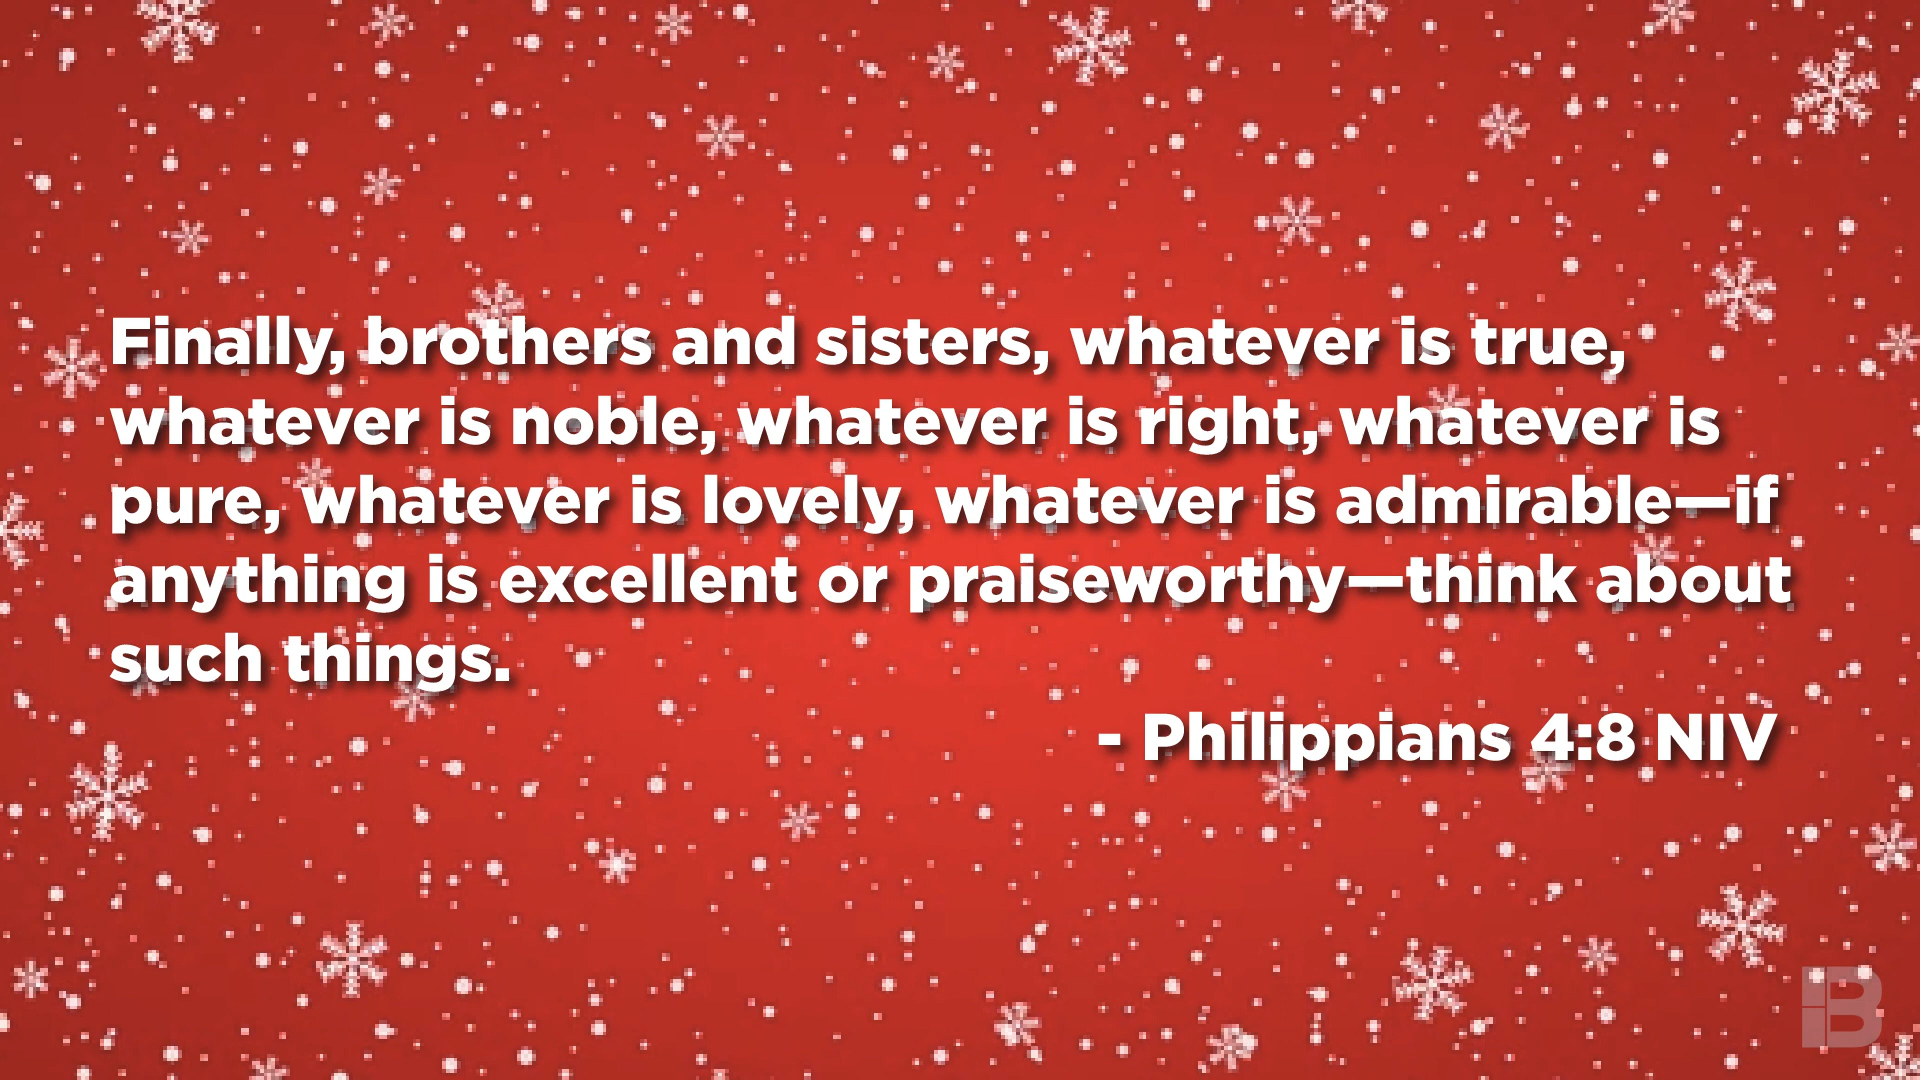 Finally, brothers and sisters, whatever is true,
whatever is noble, whatever is right, whatever is
pure, whatever is lovely, whatever is admirable—if
anything is excellent or praiseworthy—think about
such things.
- Philippians 4:8 NIV
B